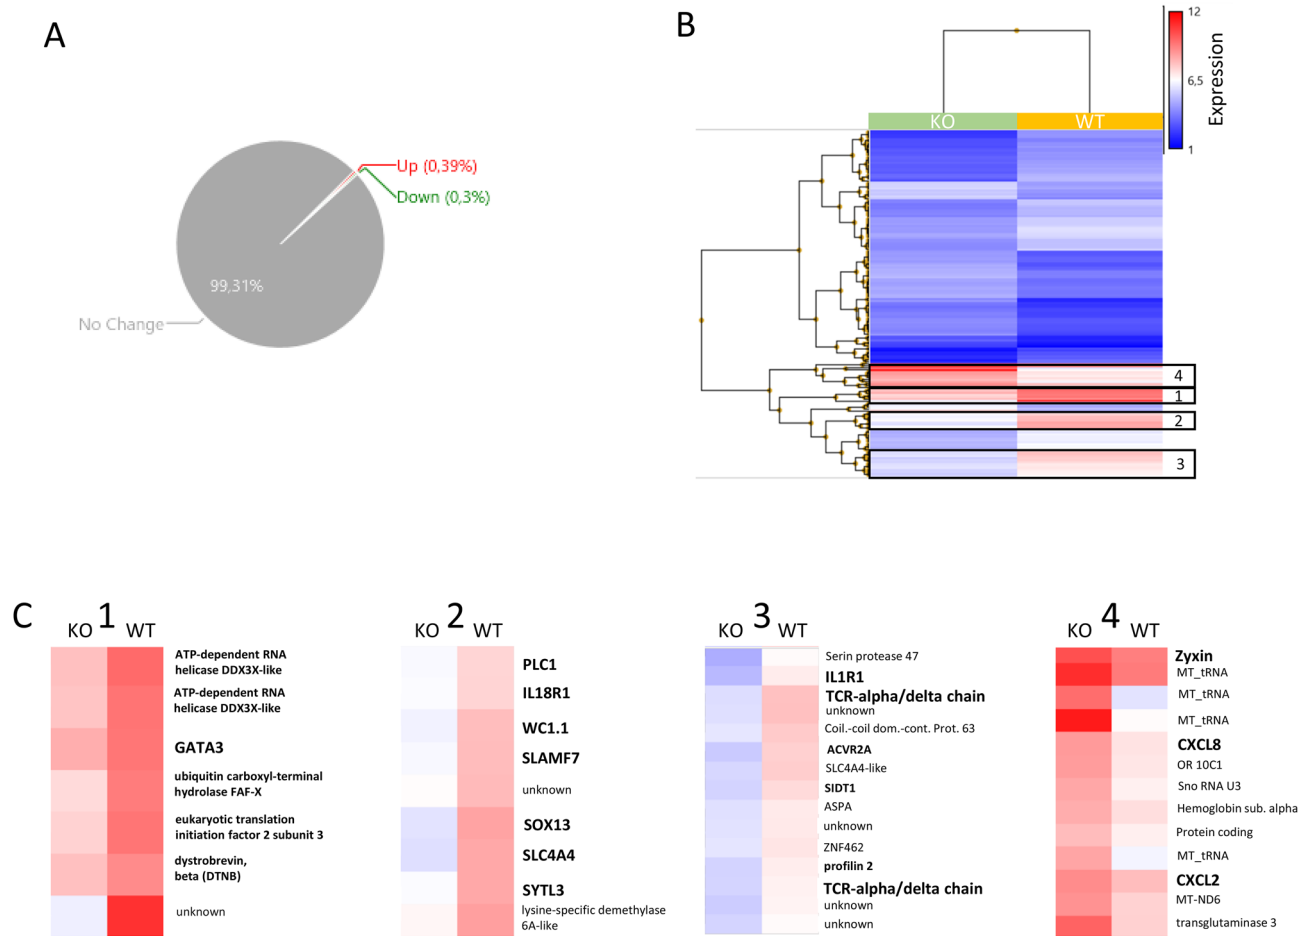 A
Up (0,39%)
Down (0,3%)
99,31%
No Change
B
12
6,5
1
Expression
KO
WT
4
1
2
3
C
1
KO
WT
ATP-dependent RNA
helicase DDX3X-like
ATP-dependent RNA
helicase DDX3X-like
GATA3
ubiquitin carboxyl-terminal
hydrolase FAF-X
eukaryotic translation
initiation factor 2 subunit 3
dystrobrevin,
beta (DTNB)
unknown
2
KO
WT
PLC1
IL18R1
WC1.1
SLAMF7
unknown
SOX13
SLC4A4
SYTL3
lysine-specific demethylase
6A-like
3
KO
WT
Serin protease 47
IL1R1
TCR-alpha/delta chain
unknown
Coil.-coil dom.-cont. Prot. 63
ACVR2A
SLC4A4-like
SIDT1
ASPA
unknown
ZNF462
profilin 2
TCR-alpha/delta chain
unknown
unknown
4
KO
WT
Zyxin
MT_tRNA
MT_tRNA
MT_tRNA
CXCL8
OR 10C1
Sno RNA U3
Hemoglobin sub. alpha
Protein coding
MT_tRNA
CXCL2
MT-ND6
transglutaminase 3